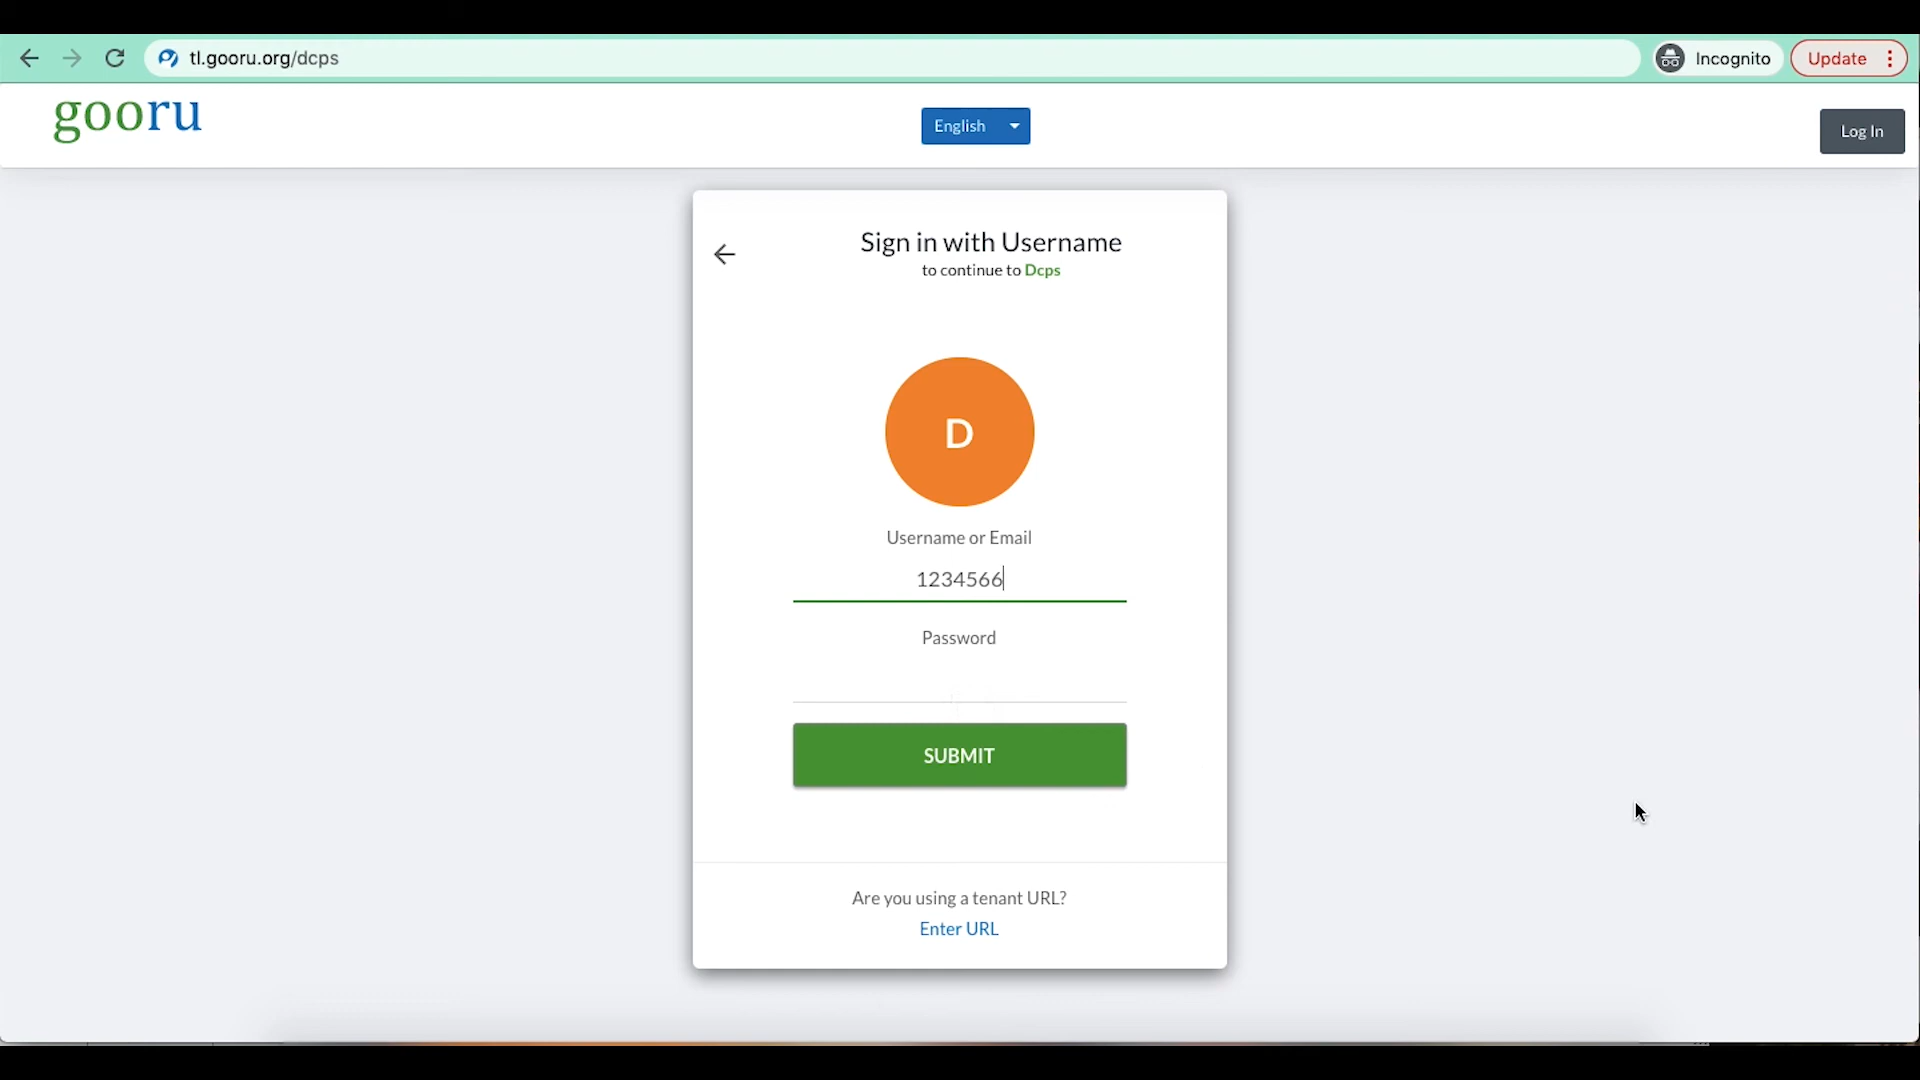 tl.gooru.org/dcps
Incognito
Update
gooru
English
Log In
Sign in with Username
to continue to Dcps
D
Username or Email
1234566
Password
SUBMIT
Are you using a tenant URL?
Enter URL